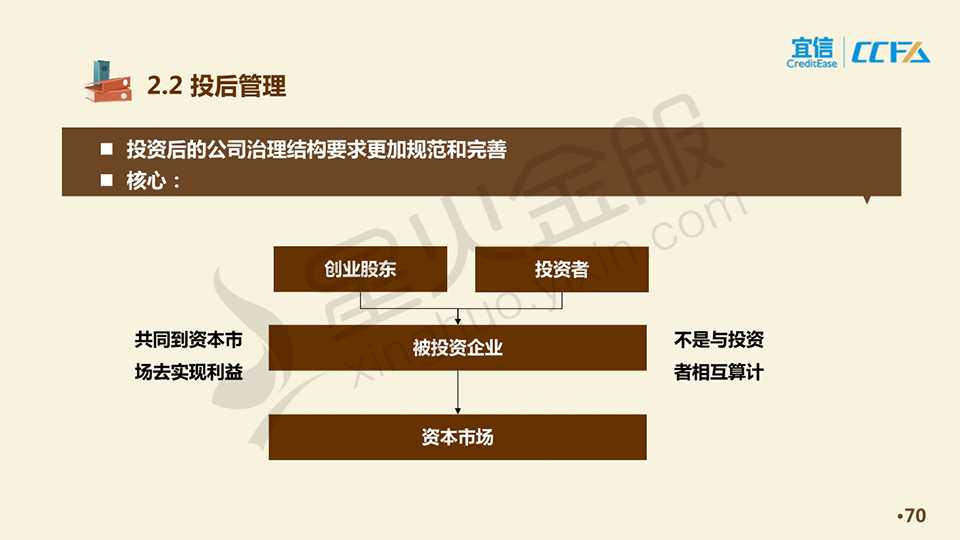 宜信
CreditEase
CCFA
2.2 投后管理
■ 投资后的公司治理结构要求更加规范和完善
■ 核心：
创业股东
投资者
共同到资本市
场去实现利益
被投资企业
不是与投资
者相互算计
资本市场
星火金服
xinghuo.yixin.com
•70